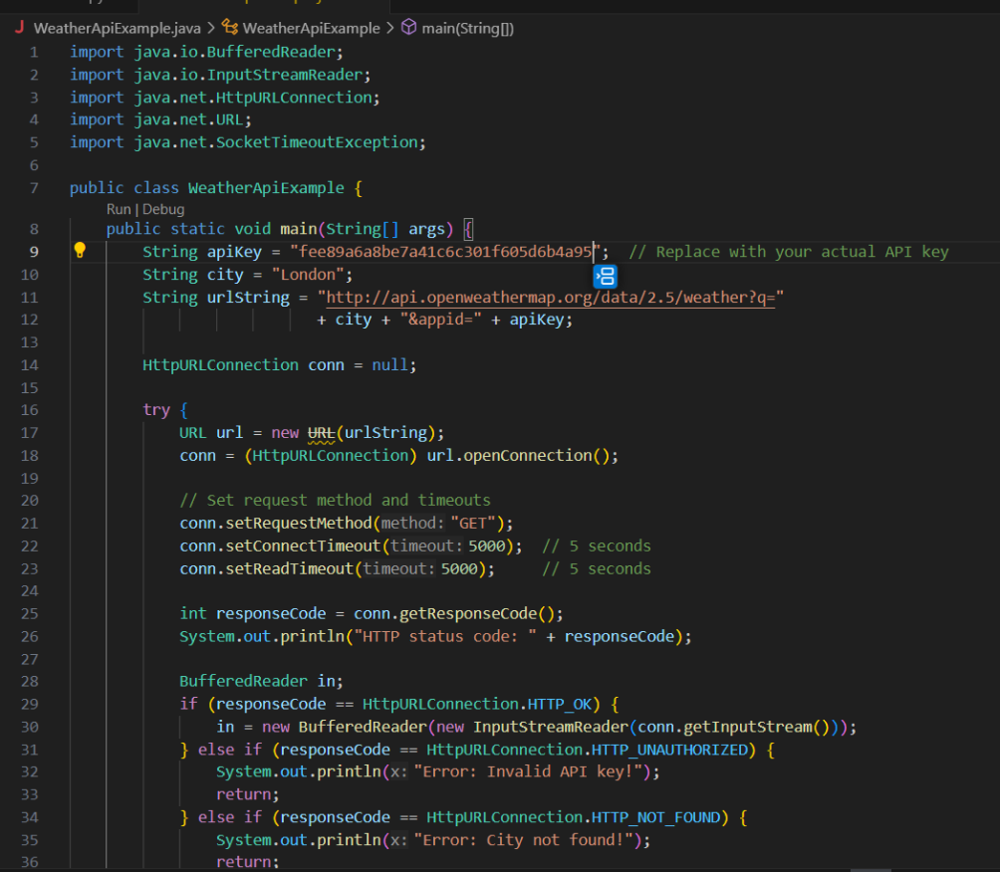 WeatherApiExample.java > WeatherApiExample > main(String[])
1 import java.io.BufferedReader;
2 import java.io.InputStreamReader;
3 import java.net.HttpURLConnection;
4 import java.net.URL;
5 import java.net.SocketTimeoutException;
6
7 public class WeatherApiExample {
Run | Debug
8 public static void main(String[] args) {
9 String apiKey = "fee89a6a8be7a41c6c301f605d6b4a95"; // Replace with your actual API key
10 String city = "London";
11 String urlString = "http://api.openweathermap.org/data/2.5/weather?q="
12 + city + "&appid=" + apiKey;
13
14 HttpURLConnection conn = null;
15
16 try {
17 URL url = new URL(urlString);
18 conn = (HttpURLConnection) url.openConnection();
19
20 // Set request method and timeouts
21 conn.setRequestMethod(method: "GET");
22 conn.setConnectTimeout(timeout: 5000); // 5 seconds
23 conn.setReadTimeout(timeout: 5000); // 5 seconds
24
25 int responseCode = conn.getResponseCode();
26 System.out.println("HTTP status code: " + responseCode);
27
28 BufferedReader in;
29 if (responseCode == HttpURLConnection.HTTP_OK) {
30 in = new BufferedReader(new InputStreamReader(conn.getInputStream()));
31 } else if (responseCode == HttpURLConnection.HTTP_UNAUTHORIZED) {
32 System.out.println(x: "Error: Invalid API key!");
33 return;
34 } else if (responseCode == HttpURLConnection.HTTP_NOT_FOUND) {
35 System.out.println(x: "Error: City not found!");
36 return;